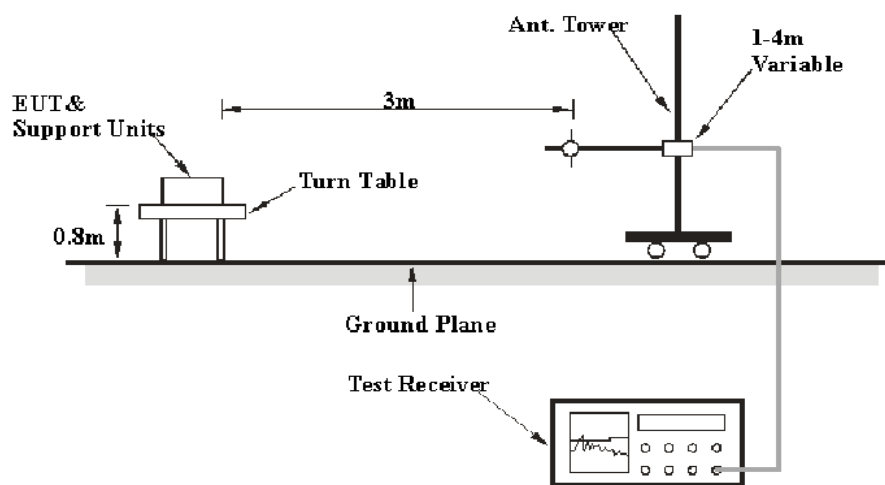 Ant. Tower
1-4m
Variable
3m
EUT&
Support Units
Turn Table
0.8m
Ground Plane
Test Receiver